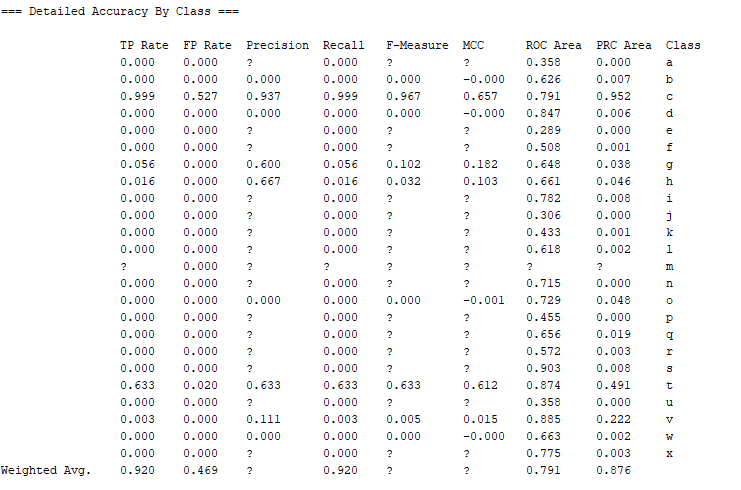 === Detailed Accuracy By Class ===
TP Rate FP Rate Precision Recall F-Measure MCC ROC Area PRC Area Class
0.000 0.000 ? 0.000 ? ? 0.358 0.000 a
0.000 0.000 0.000 0.000 0.000 -0.000 0.626 0.007 b
0.999 0.527 0.937 0.999 0.967 0.657 0.791 0.952 c
0.000 0.000 0.000 0.000 0.000 -0.000 0.847 0.006 d
0.000 0.000 ? 0.000 ? ? 0.289 0.000 e
0.000 0.000 ? 0.000 ? ? 0.508 0.001 f
0.056 0.000 0.600 0.056 0.102 0.182 0.648 0.038 g
0.016 0.000 0.667 0.016 0.032 0.103 0.661 0.046 h
0.000 0.000 ? 0.000 ? ? 0.782 0.008 i
0.000 0.000 ? 0.000 ? ? 0.306 0.000 j
0.000 0.000 ? 0.000 ? ? 0.433 0.001 k
0.000 0.000 ? 0.000 ? ? 0.618 0.002 l
? 0.000 ? ? ? ? ? ? m
0.000 0.000 ? 0.000 ? ? 0.715 0.000 n
0.000 0.000 0.000 0.000 0.000 -0.001 0.729 0.048 o
0.000 0.000 ? 0.000 ? ? 0.455 0.000 p
0.000 0.000 ? 0.000 ? ? 0.656 0.019 q
0.000 0.000 ? 0.000 ? ? 0.572 0.003 r
0.000 0.000 ? 0.000 ? ? 0.903 0.008 s
0.633 0.020 0.633 0.633 0.633 0.612 0.874 0.491 t
0.000 0.000 ? 0.000 ? ? 0.358 0.000 u
0.003 0.000 0.111 0.003 0.005 0.015 0.885 0.222 v
0.000 0.000 0.000 0.000 0.000 -0.000 0.663 0.002 w
0.000 0.000 ? 0.000 ? ? 0.775 0.003 x
Weighted Avg. 0.920 0.469 ? 0.920 ? ? 0.791 0.876